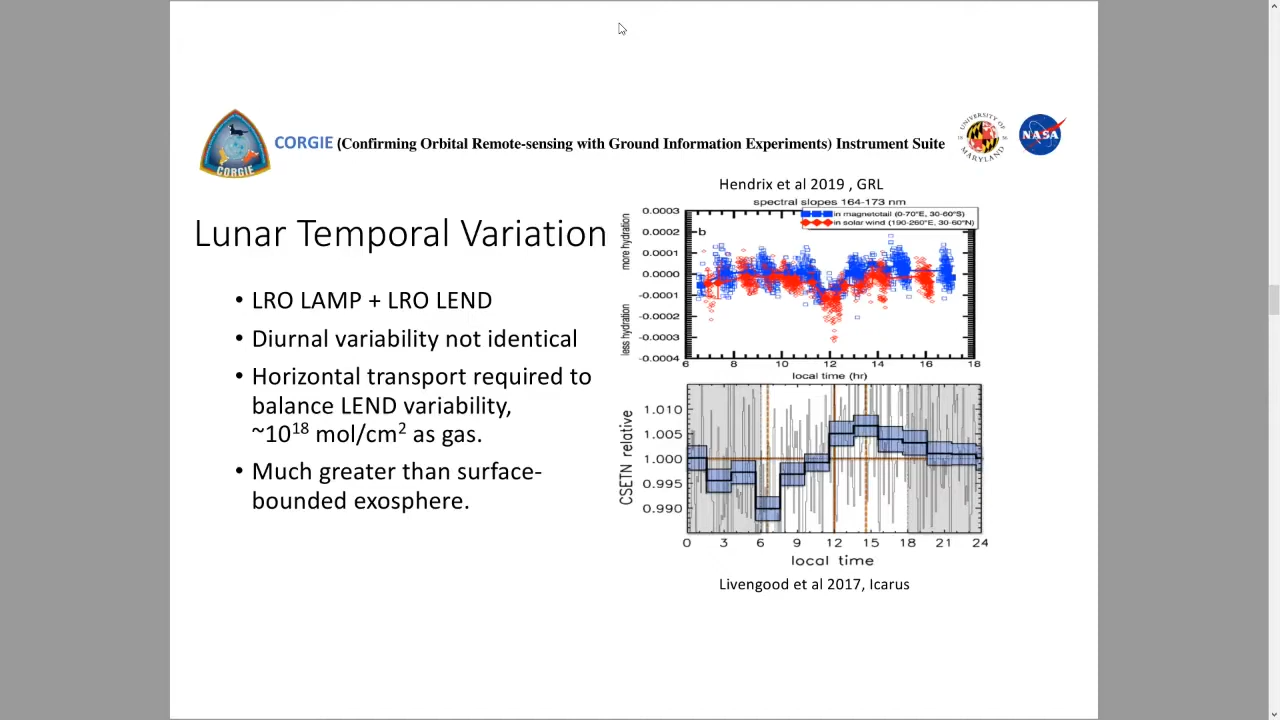 CORGIE (Confirming Orbital Remote-sensing with Ground Information Experiments) Instrument Suite
CORGIE
UNIVERSITY OF
18 56
MARYLAND
NASA
Lunar Temporal Variation
• LRO LAMP + LRO LEND
• Diurnal variability not identical
• Horizontal transport required to
balance LEND variability,
~10¹⁸ mol/cm² as gas.
• Much greater than surface-
bounded exosphere.
Hendrix et al 2019 , GRL
spectral slopes 164-173 nm
in magnetotail (0-70°E, 30-60°S)
in solar wind (190-260°E, 30-60°N)
b
more hydration
less hydration
0.0003
0.0002
0.0001
0.0000
-0.0001
-0.0002
-0.0003
-0.0004
6 8 10 12 14 16 18
local time (hr)
CSETN relative
1.010
1.005
1.000
0.995
0.990
0 3 6 9 12 15 18 21 24
local time
Livengood et al 2017, Icarus